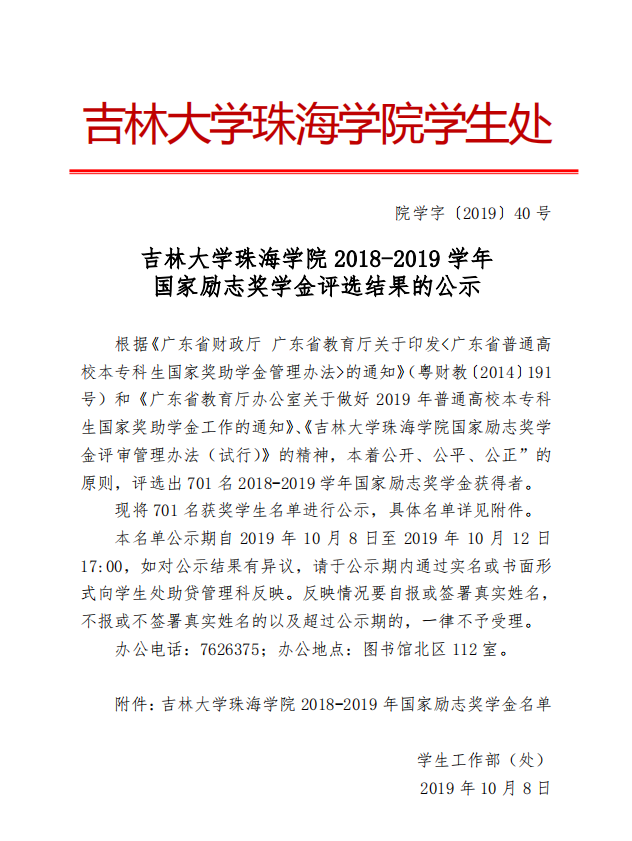 吉林大学珠海学院学生处
院学字〔2019〕40 号
吉林大学珠海学院 2018-2019 学年
国家励志奖学金评选结果的公示
根据《广东省财政厅 广东省教育厅关于印发<广东省普通高
校本专科生国家奖助学金管理办法>的通知》（粤财教〔2014〕191
号）和《广东省教育厅办公室关于做好 2019 年普通高校本专科
生国家奖助学金工作的通知》、《吉林大学珠海学院国家励志奖学
金评审管理办法（试行）》的精神，本着公开、公平、公正”的
原则，评选出 701 名 2018-2019 学年国家励志奖学金获得者。
现将 701 名获奖学生名单进行公示，具体名单详见附件。
本名单公示期自 2019 年 10 月 8 日至 2019 年 10 月 12 日
17:00，如对公示结果有异议，请于公示期内通过实名或书面形
式向学生处助贷管理科反映。反映情况要自报或签署真实姓名，
不报或不签署真实姓名的以及超过公示期的，一律不予受理。
办公电话：7626375；办公地点：图书馆北区 112 室。
附件：吉林大学珠海学院 2018-2019 年国家励志奖学金名单
学生工作部（处）
2019 年 10 月 8 日